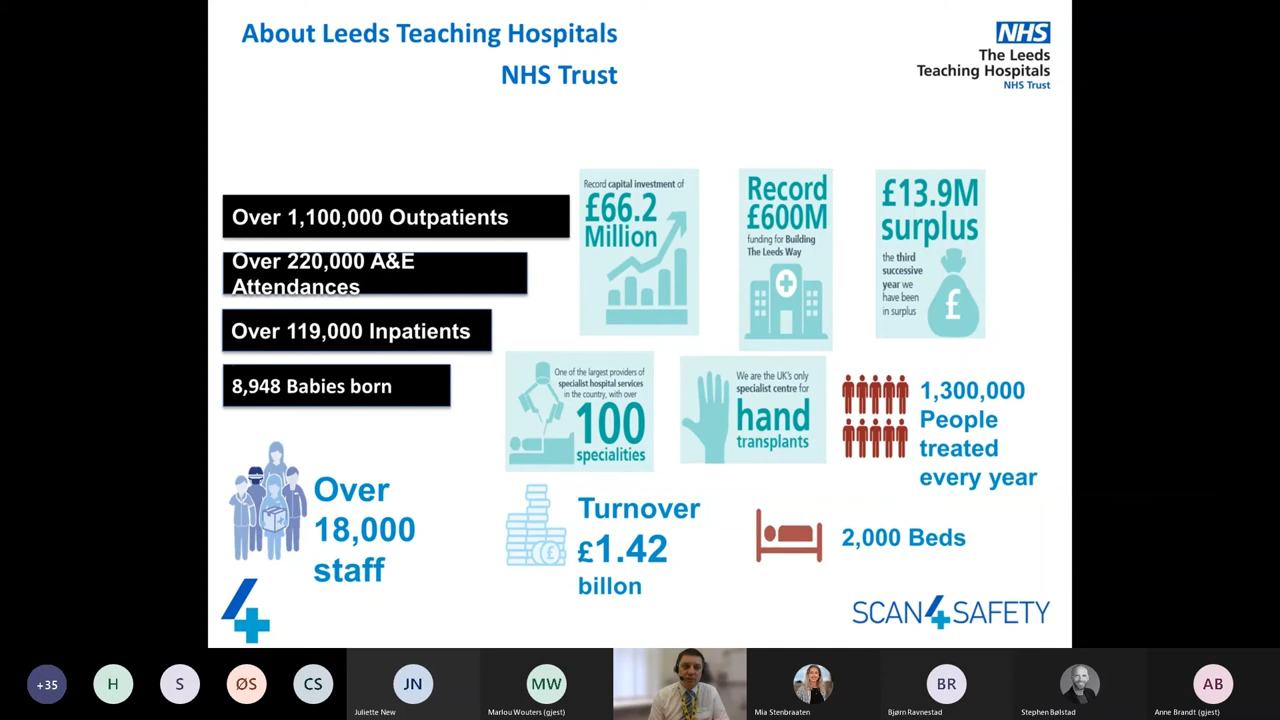 About Leeds Teaching Hospitals
NHS Trust
NHS
The Leeds
Teaching Hospitals
NHS Trust
Over 1,100,000 Outpatients
Over 220,000 A&E
Attendances
Over 119,000 Inpatients
8,948 Babies born
Record capital investment of
£66.2
Million
Record
£600M
funding for Building
The Leeds Way
£13.9M
surplus
the third
successive
year we
have been
in surplus
£
One of the largest providers of
specialist hospital services
in the country, with over
100
specialities
We are the UK's only
specialist centre for
hand
transplants
1,300,000
People
treated
every year
Over
18,000
staff
£
Turnover
£1.42
billon
2,000 Beds
4
SCAN4SAFETY
+35
H
S
ØS
CS
JN
Juliette New
MW
Marlou Wouters (gjest)
Mia Stenbraaten
BR
Bjørn Ravnestad
Stephen Bølstad
AB
Anne Brandt (gjest)